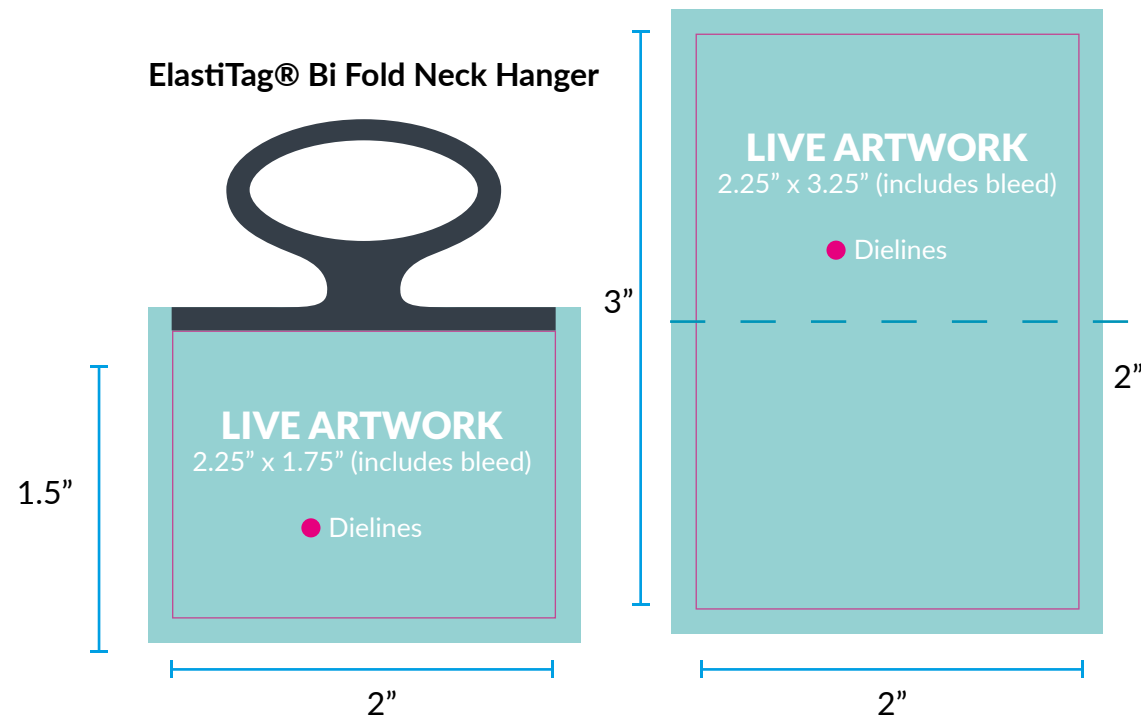 ElastiTag® Bi Fold Neck Hanger
LIVE ARTWORK
2.25” x 1.75” (includes bleed)
Dielines
1.5”
2”
LIVE ARTWORK
2.25” x 3.25” (includes bleed)
Dielines
3”
2”
2”